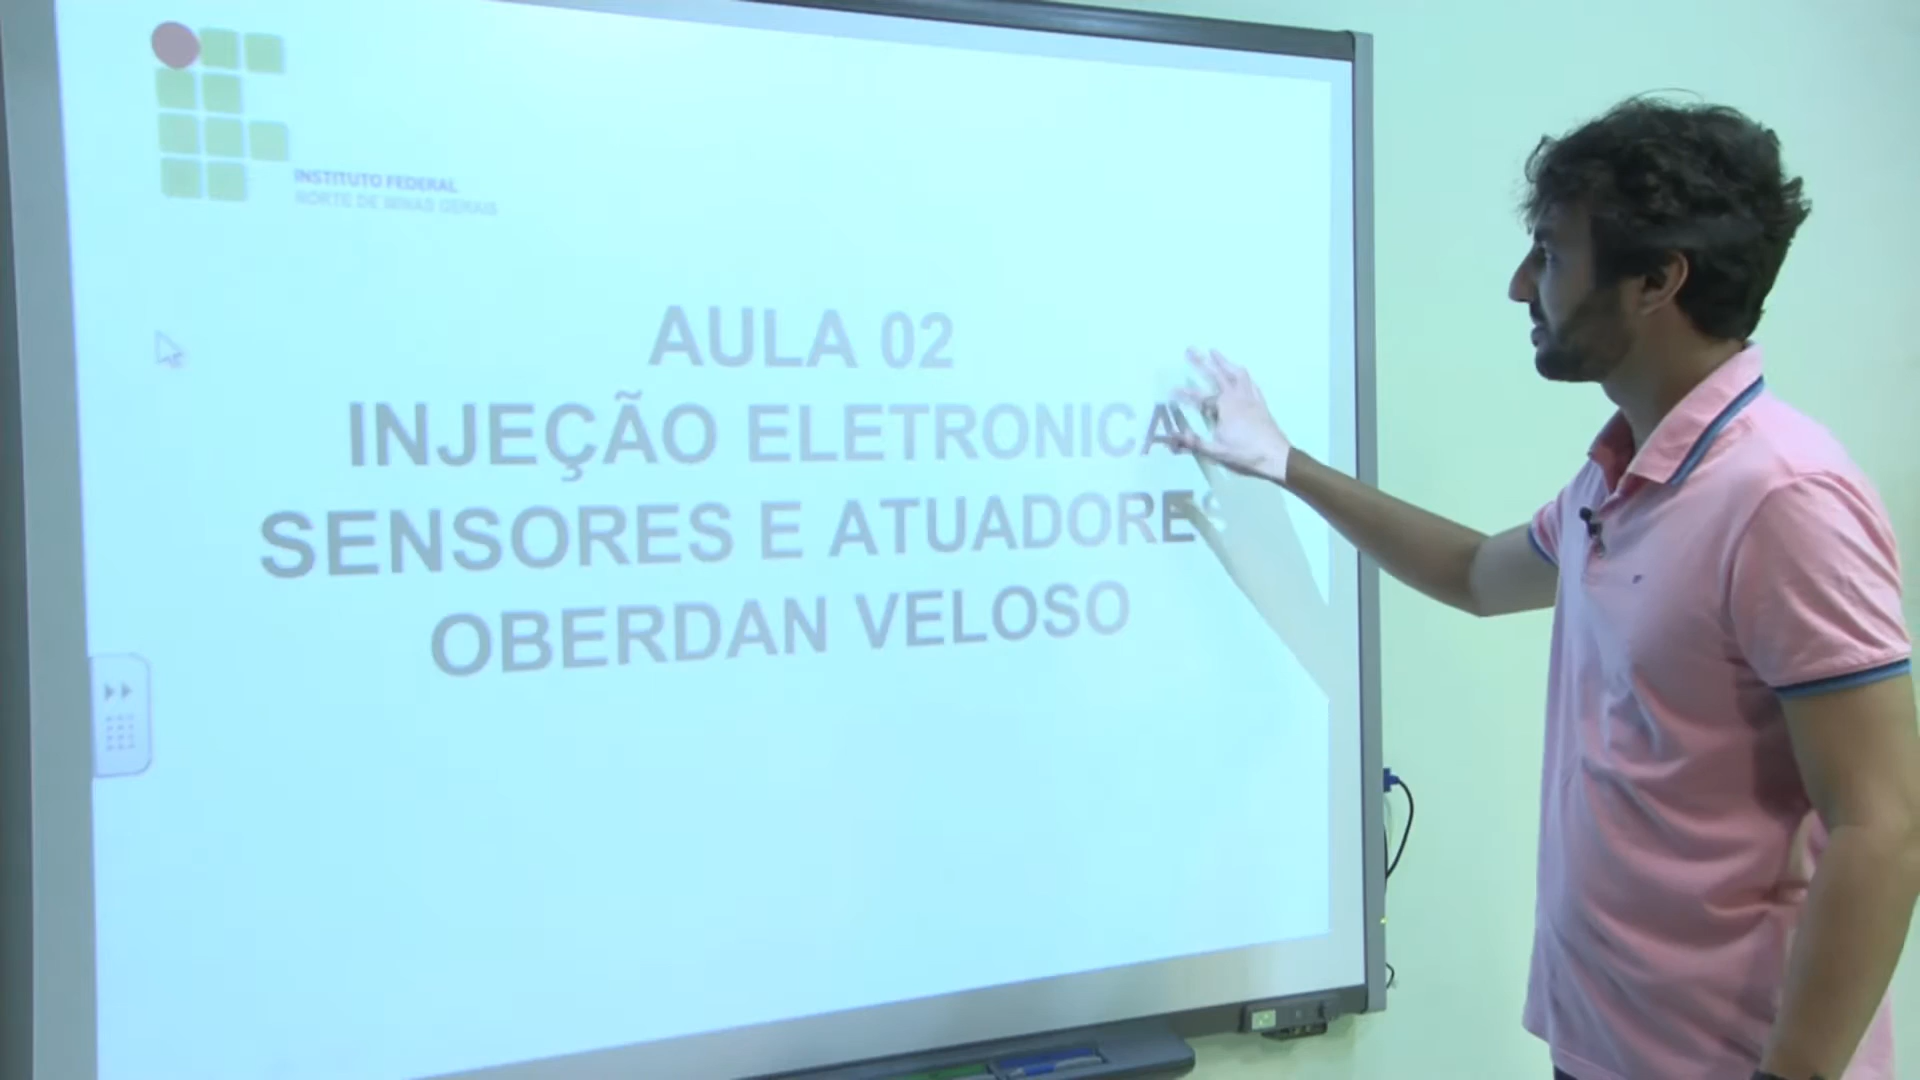 INSTITUTO FEDERAL
NORTE DE MINAS GERAIS
AULA 02
INJEÇÃO ELETRONICA
SENSORES E ATUADORES
OBERDAN VELOSO